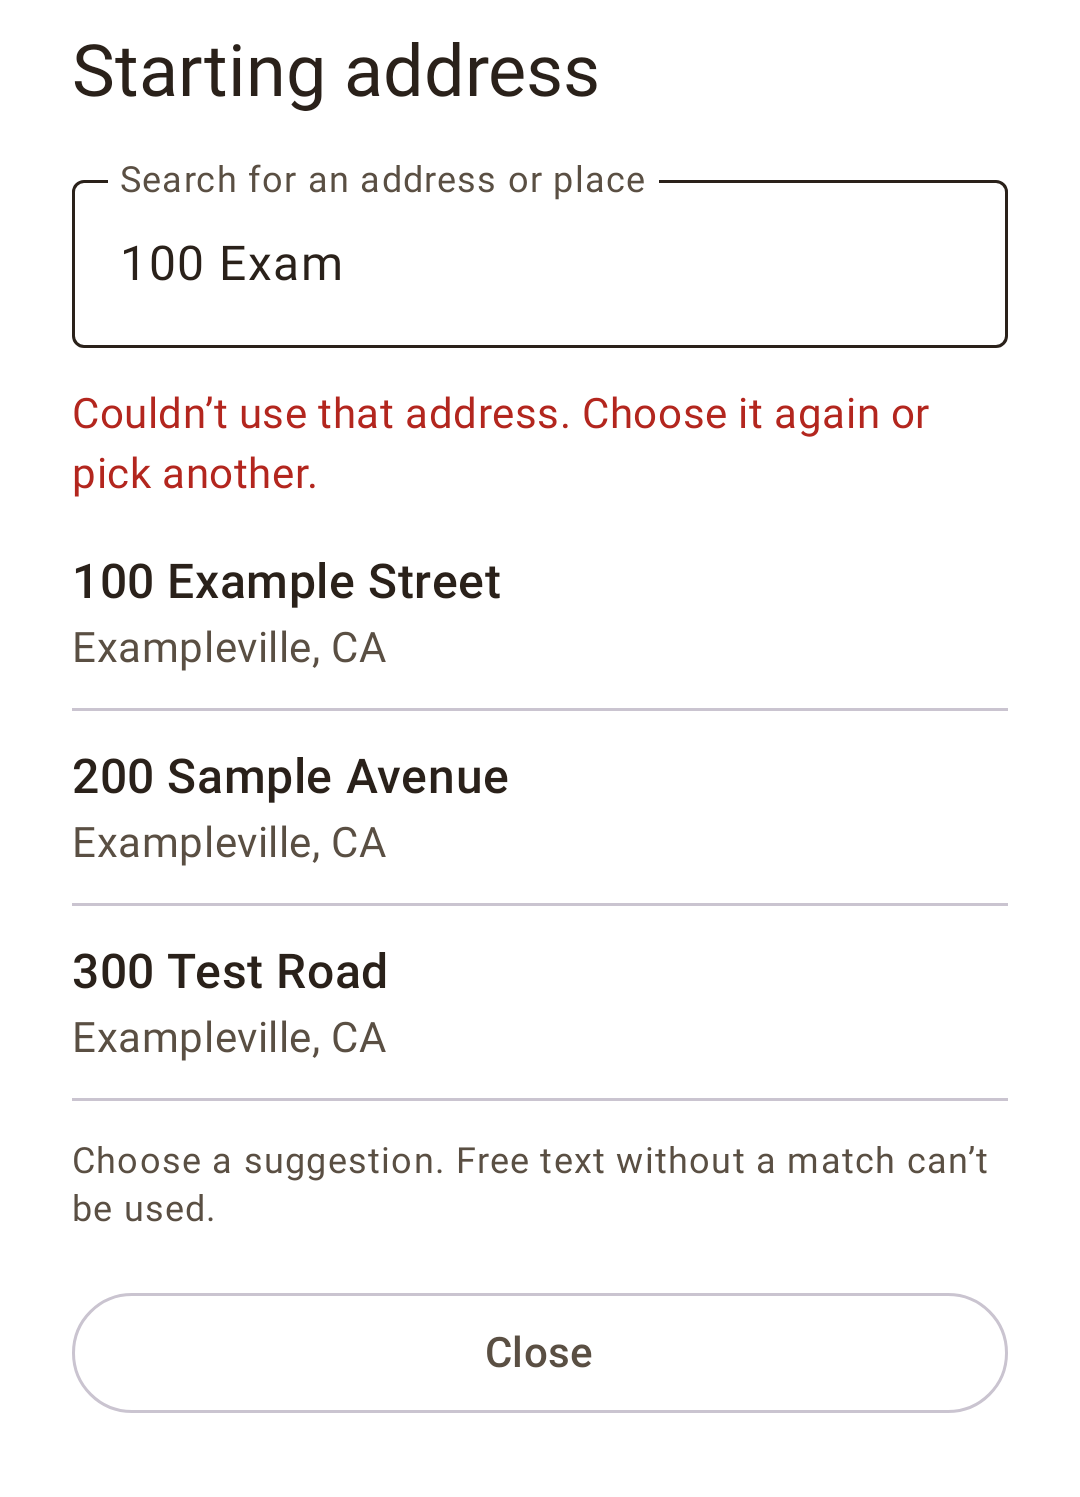 Starting address
Search for an address or place
100 Exam
Couldn’t use that address. Choose it again or
pick another.
100 Example Street
Exampleville, CA
200 Sample Avenue
Exampleville, CA
300 Test Road
Exampleville, CA
Choose a suggestion. Free text without a match can’t
be used.
Close